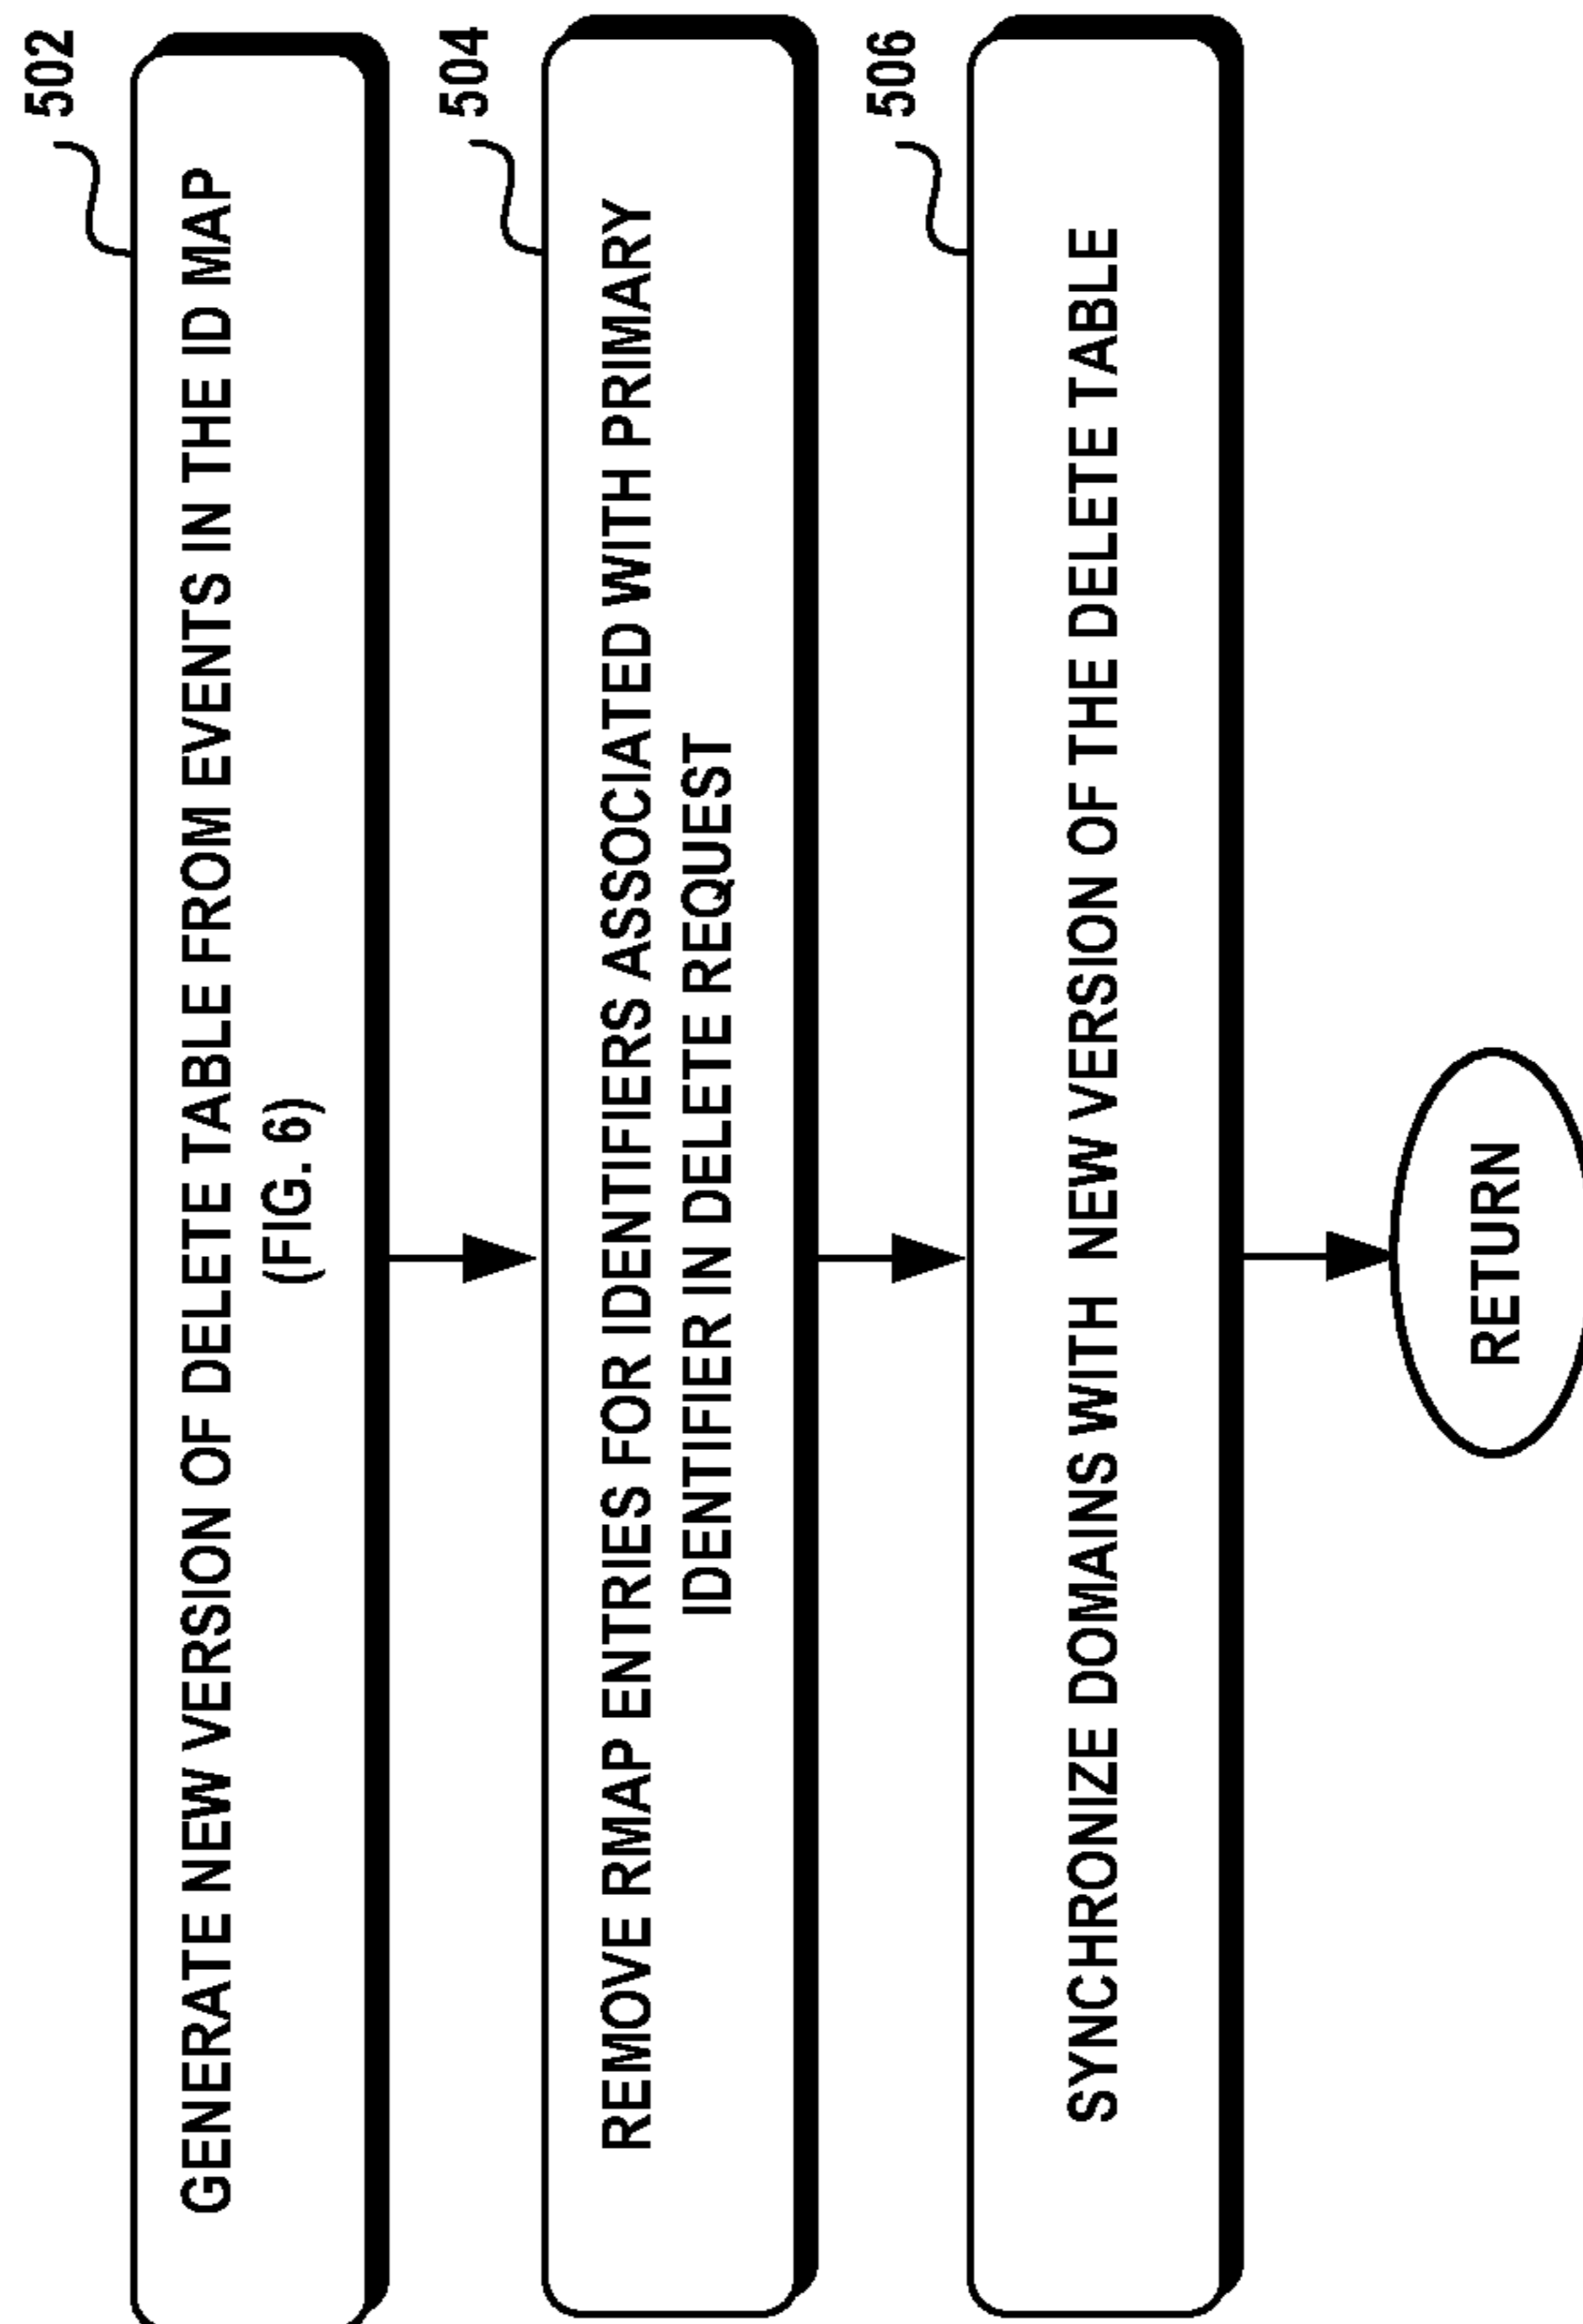 502
GENERATE NEW VERSION OF DELETE TABLE FROM EVENTS IN THE ID MAP
(FIG. 6)
504
REMOVE RMAP ENTRIES FOR IDENTIFIERS ASSOCIATED WITH PRIMARY
IDENTIFIER IN DELETE REQUEST
506
SYNCHRONIZE DOMAINS WITH NEW VERSION OF THE DELETE TABLE
RETURN